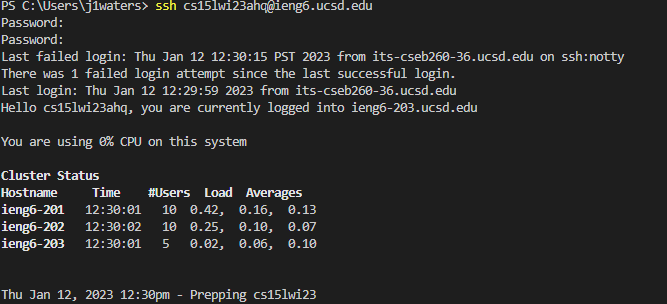 PS C:\Users\j1waters> ssh cs15lwi23ahq@ieng6.ucsd.edu
Password:
Password:
Last failed login: Thu Jan 12 12:30:15 PST 2023 from its-cseb260-36.ucsd.edu on ssh:notty
There was 1 failed login attempt since the last successful login.
Last login: Thu Jan 12 12:29:59 2023 from its-cseb260-36.ucsd.edu
Hello cs15lwi23ahq, you are currently logged into ieng6-203.ucsd.edu
You are using 0% CPU on this system
Cluster Status
Hostname     Time    #Users  Load  Averages
ieng6-201   12:30:01   10  0.42,  0.16,  0.13
ieng6-202   12:30:02   10  0.25,  0.10,  0.07
ieng6-203   12:30:01   5   0.02,  0.06,  0.10
Thu Jan 12, 2023 12:30pm - Prepping cs15lwi23